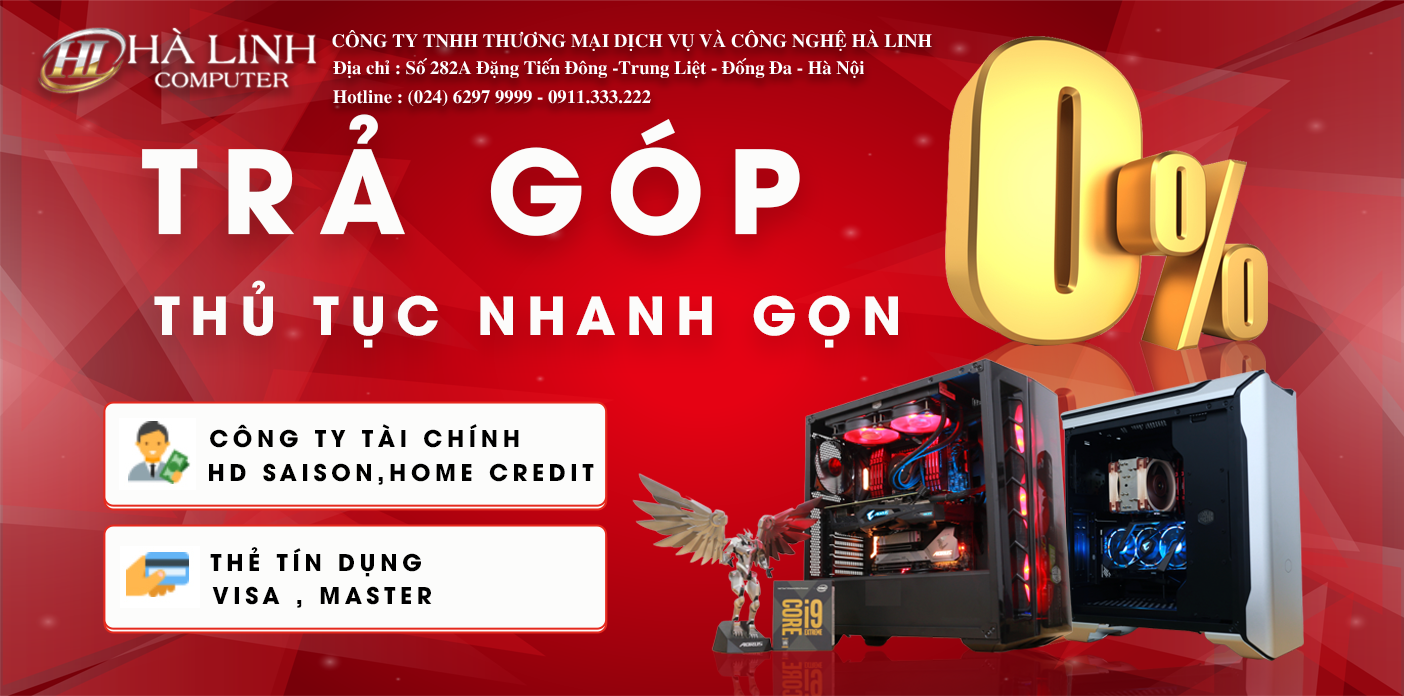 HÀ LINH
COMPUTER
CÔNG TY TNHH THƯƠNG MẠI DỊCH VỤ VÀ CÔNG NGHỆ HÀ LINH
Địa chỉ : Số 282A Đặng Tiến Đông -Trung Liệt - Đống Đa - Hà Nội
Hotline : (024) 6297 9999 - 0911.333.222
TRẢ GÓP
0%
THỦ TỤC NHANH GỌN
CÔNG TY TÀI CHÍNH
HD SAISON,HOME CREDIT
THẺ TÍN DỤNG
VISA , MASTER
CORE i9
EXTREME